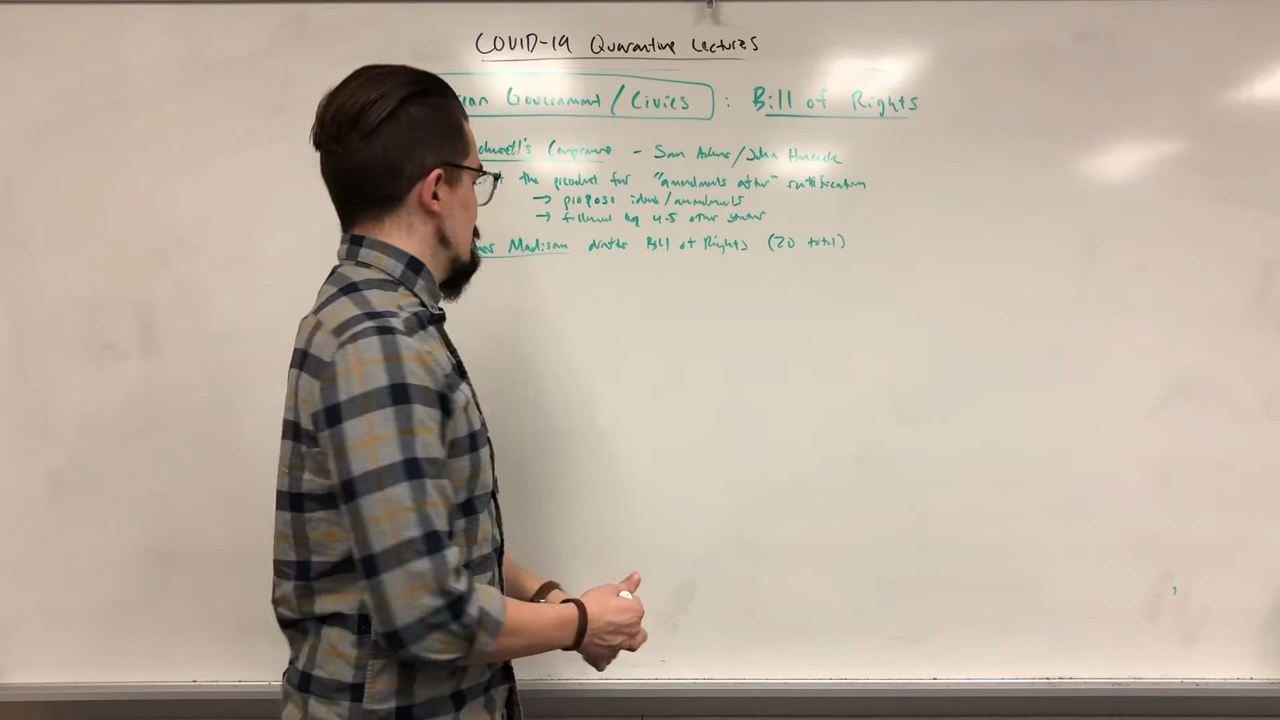 COVID-19 Quarantine Lectures
can Government/Civics : Bill of Rights
Compromise - Sam Adams/John Hancock
the precedent for "amendments after" ratification
→ propose ideas/amendments
→ followed by 4-5 other states
Madison drafts Bill of Rights (20 total)